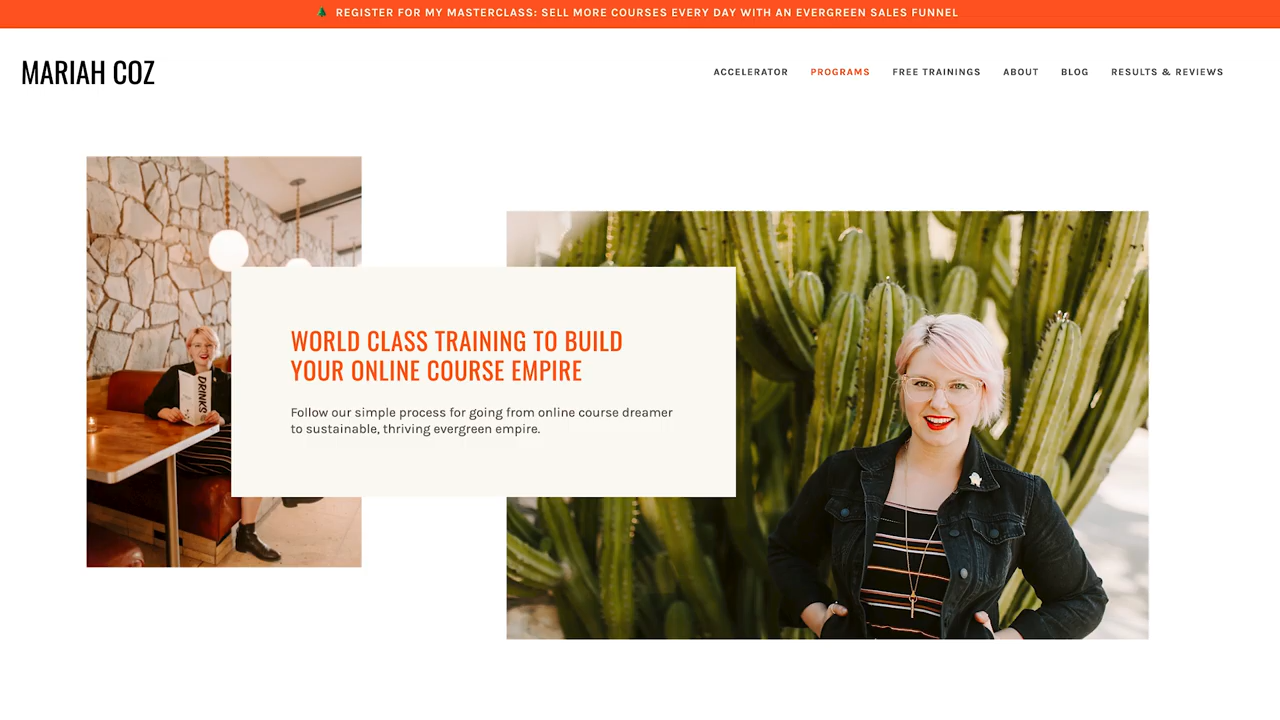 REGISTER FOR MY MASTERCLASS: SELL MORE COURSES EVERY DAY WITH AN EVERGREEN SALES FUNNEL
MARIAH COZ
ACCELERATOR PROGRAMS FREE TRAININGS ABOUT BLOG RESULTS & REVIEWS
WORLD CLASS TRAINING TO BUILD
YOUR ONLINE COURSE EMPIRE
Follow our simple process for going from online course dreamer
to sustainable, thriving evergreen empire.
DRINKS